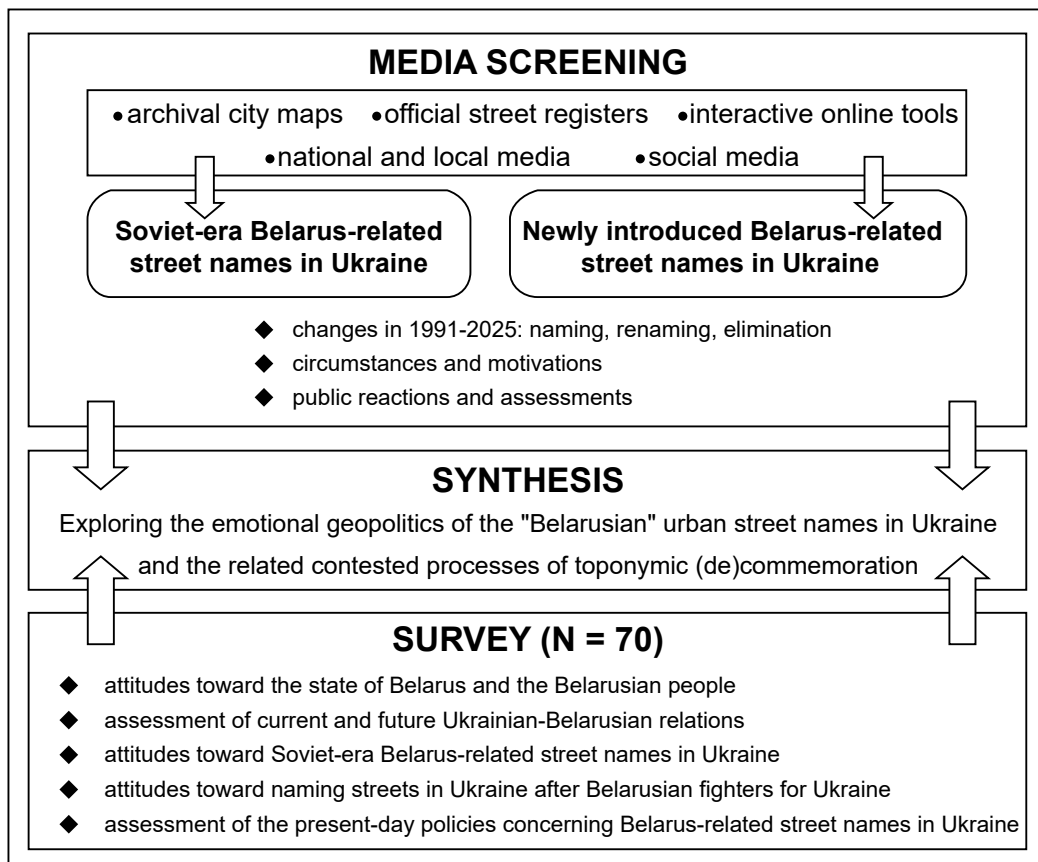 MEDIA SCREENING
•archival city maps •official street registers •interactive online tools
•national and local media •social media
Soviet-era Belarus-related
street names in Ukraine
Newly introduced Belarus-related
street names in Ukraine
◆ changes in 1991-2025: naming, renaming, elimination
◆ circumstances and motivations
◆ public reactions and assessments
SYNTHESIS
Exploring the emotional geopolitics of the "Belarusian" urban street names in Ukraine
and the related contested processes of toponymic (de)commemoration
SURVEY (N = 70)
◆ attitudes toward the state of Belarus and the Belarusian people
◆ assessment of current and future Ukrainian-Belarusian relations
◆ attitudes toward Soviet-era Belarus-related street names in Ukraine
◆ attitudes toward naming streets in Ukraine after Belarusian fighters for Ukraine
◆ assessment of the present-day policies concerning Belarus-related street names in Ukraine